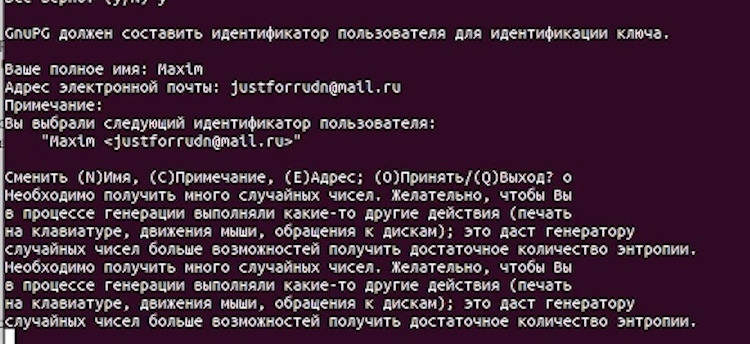 Все верно? (y/N) y
GnuPG должен составить идентификатор пользователя для идентификации ключа.
Ваше полное имя: Maxim
Адрес электронной почты: justforrudn@mail.ru
Примечание:
Вы выбрали следующий идентификатор пользователя:
"Maxim <justforrudn@mail.ru>"
Сменить (N)Имя, (C)Примечание, (E)Адрес; (O)Принять/(Q)Выход? o
Необходимо получить много случайных чисел. Желательно, чтобы Вы
в процессе генерации выполняли какие-то другие действия (печать
на клавиатуре, движения мыши, обращения к дискам); это даст генератору
случайных чисел больше возможностей получить достаточное количество энтропии.
Необходимо получить много случайных чисел. Желательно, чтобы Вы
в процессе генерации выполняли какие-то другие действия (печать
на клавиатуре, движения мыши, обращения к дискам); это даст генератору
случайных чисел больше возможностей получить достаточное количество энтропии.